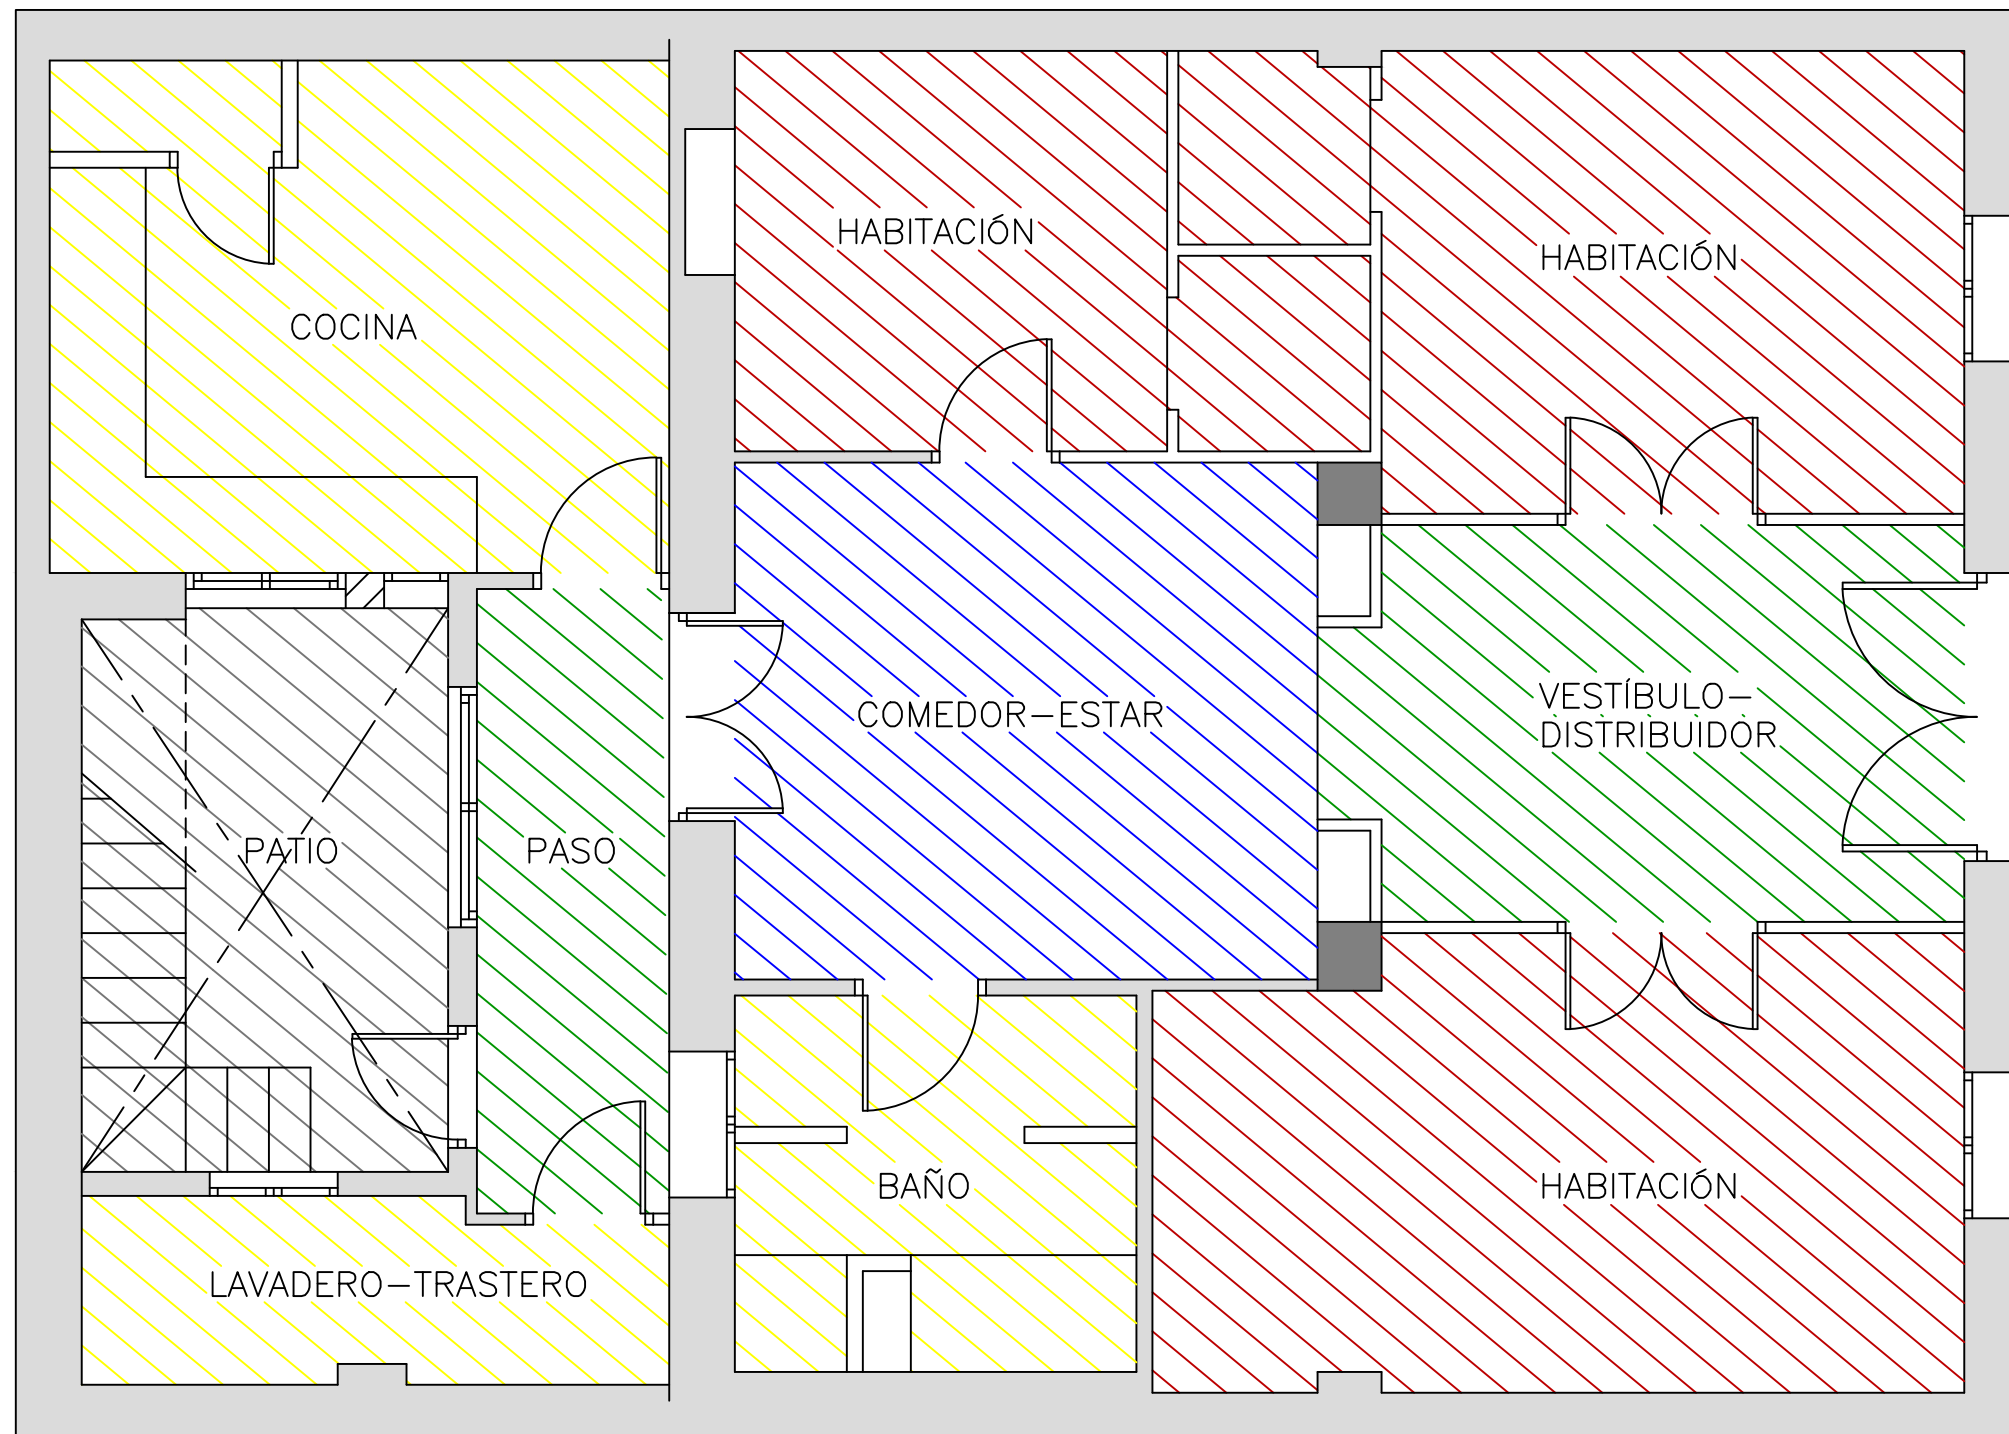 HABITACIÓN
HABITACIÓN
COCINA
COMEDOR-ESTAR
VESTÍBULO-
DISTRIBUIDOR
PATIO
PASO
BAÑO
HABITACIÓN
LAVADERO-TRASTERO